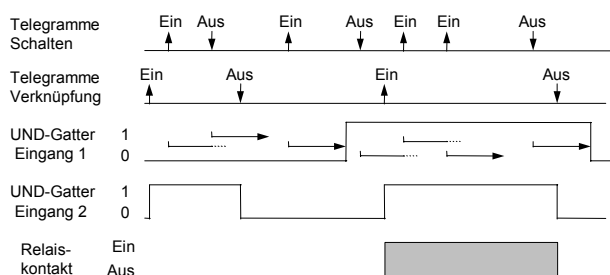 Ein Aus Ein Aus Ein Ein Aus
Telegramme
Schalten
Ein Aus Ein Aus
Telegramme
Verknüpfung
UND-Gatter 1
Eingang 1 0
UND-Gatter 1
Eingang 2 0
Relais- Ein
kontakt Aus